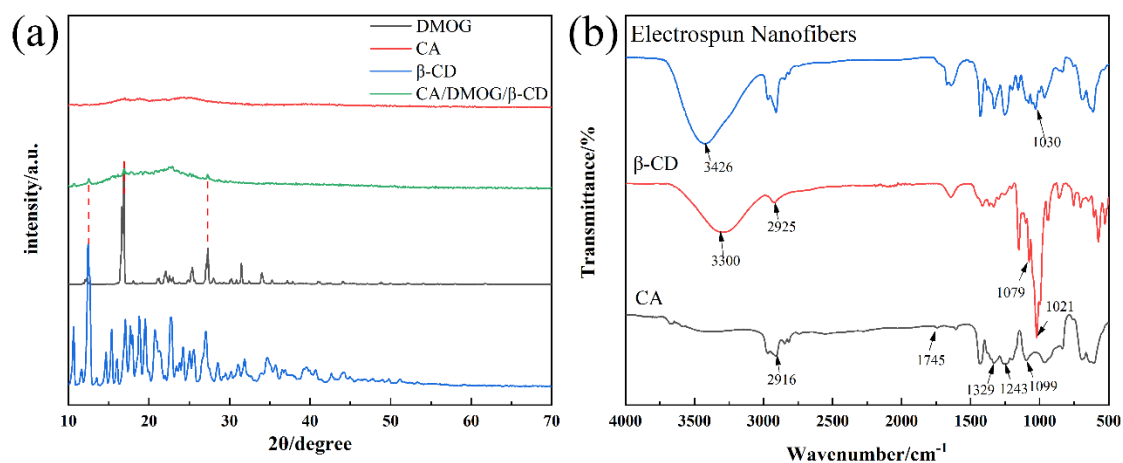 (a)
DMOG
CA
β-CD
CA/DMOG/β-CD
intensity/a.u.
10 20 30 40 50 60 70
2θ/degree
(b)
Electrospun Nanofibers
1030
3426
β-CD
2925
3300
1079
1021
CA
1745
2916
1329
1243
1099
Transmittance/%
4000 3500 3000 2500 2000 1500 1000 500
Wavenumber/cm⁻¹